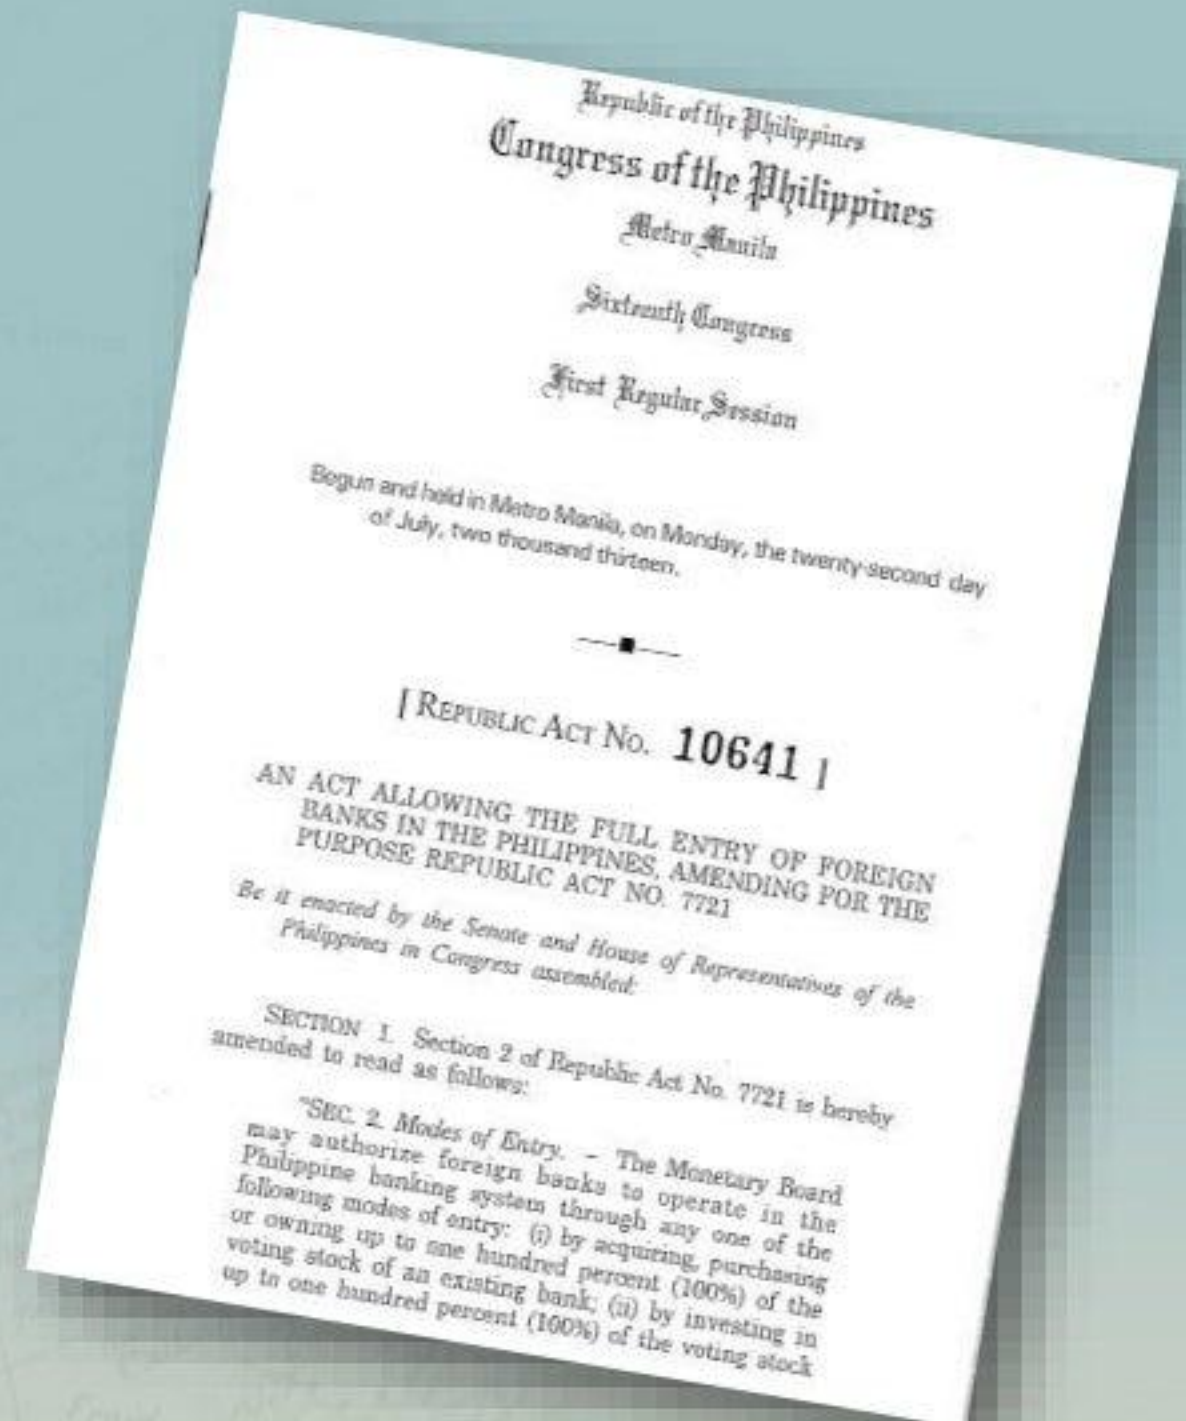 Republic of the Philippines
Congress of the Philippines
Metro Manila
Sixteenth Congress
First Regular Session
Begun and held in Metro Manila, on Monday, the twenty-second day
of July, two thousand thirteen.
[ REPUBLIC ACT NO. 10641 ]
AN ACT ALLOWING THE FULL ENTRY OF FOREIGN
BANKS IN THE PHILIPPINES, AMENDING FOR THE
PURPOSE REPUBLIC ACT NO. 7721
Be it enacted by the Senate and House of Representatives of the
Philippines in Congress assembled:
SECTION 1. Section 2 of Republic Act No. 7721 is hereby
amended to read as follows:
"SEC. 2. Modes of Entry. – The Monetary Board
may authorize foreign banks to operate in the
Philippine banking system through any one of the
following modes of entry: (i) by acquiring, purchasing
or owning up to one hundred percent (100%) of the
voting stock of an existing bank; (ii) by investing in
up to one hundred percent (100%) of the voting stock